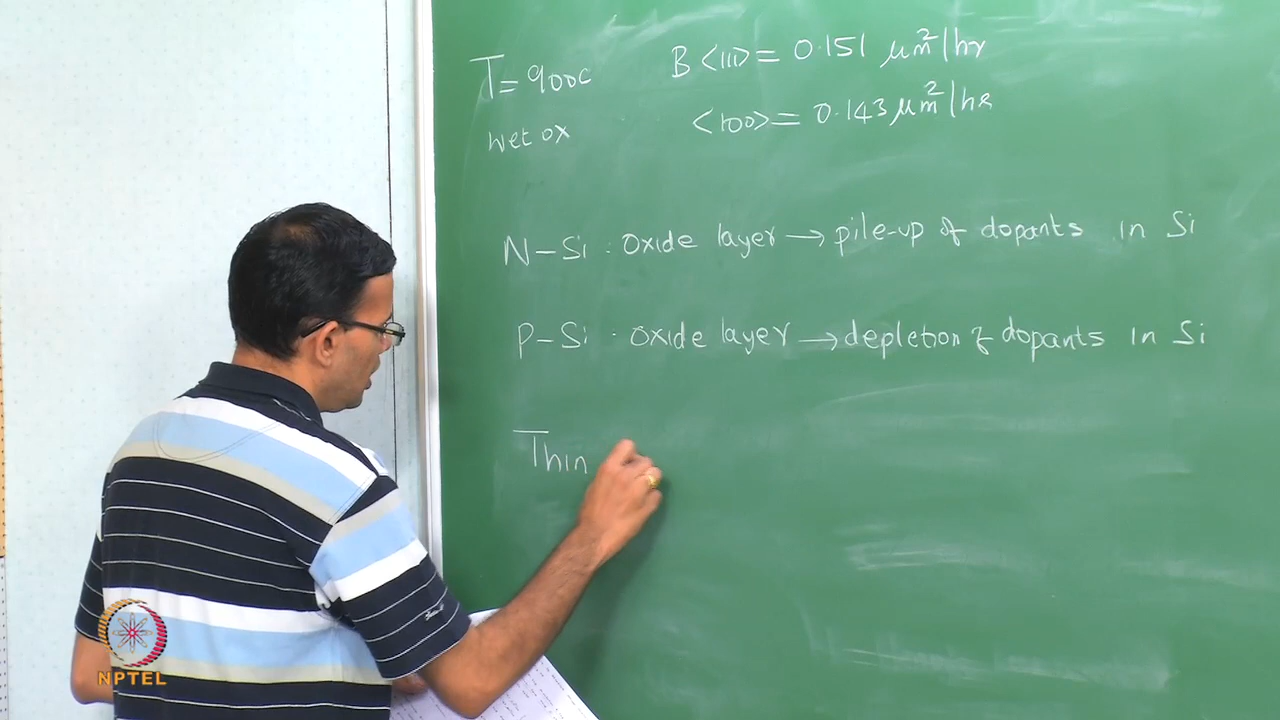 T = 900C
wet ox
B <111> = 0.151 μm²/hr
<100> = 0.143 μm²/hr
N-Si : Oxide layer → pile-up of dopants in Si
P-Si : oxide layer → depletion of dopants in Si
Thin
NPTEL